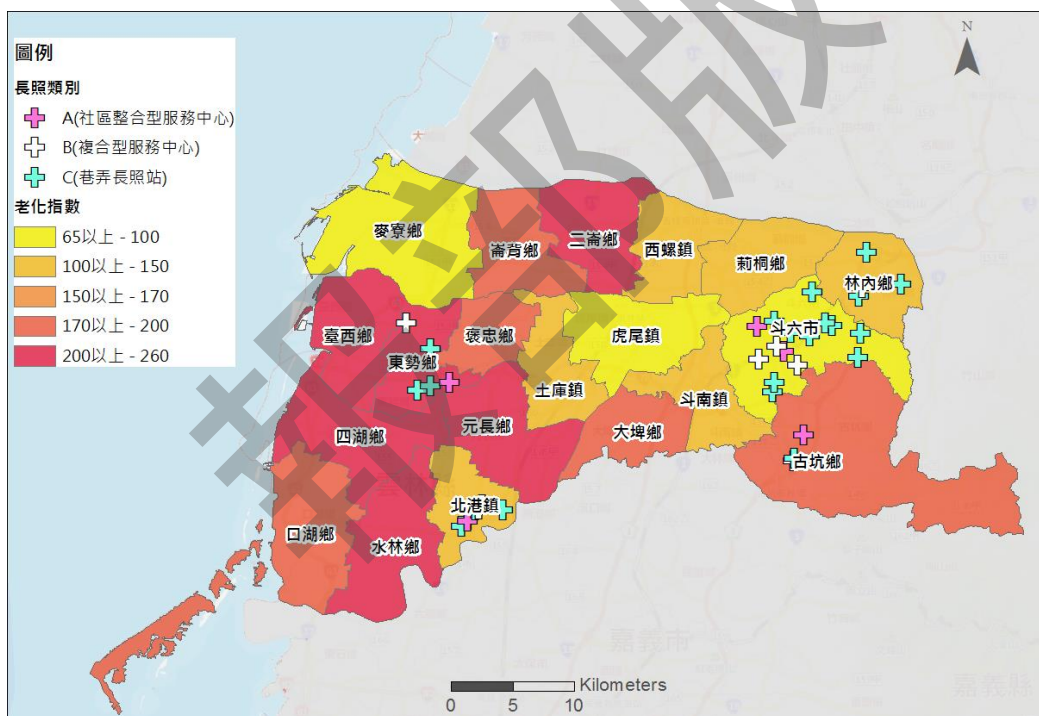 圖例
長照類別
A(社區整合型服務中心)
B(複合型服務中心)
C(巷弄長照站)
老化指數
65以上 - 100
100以上 - 150
150以上 - 170
170以上 - 200
200以上 - 260
N
麥寮鄉
崙背鄉
二崙鄉
西螺鎮
莿桐鄉
林內鄉
臺西鄉
褒忠鄉
虎尾鎮
斗六市
東勢鄉
土庫鎮
斗南鎮
四湖鄉
元長鄉
大埤鄉
古坑鄉
北港鎮
口湖鄉
水林鄉
嘉義市
嘉義縣
Kilometers
0 5 10